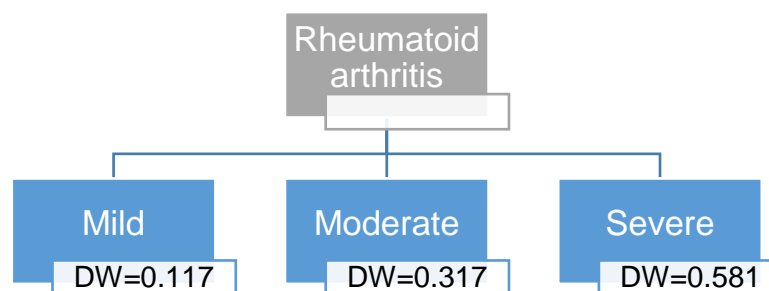 Rheumatoid
arthritis
Mild
Moderate
Severe
DW=0.117
DW=0.317
DW=0.581